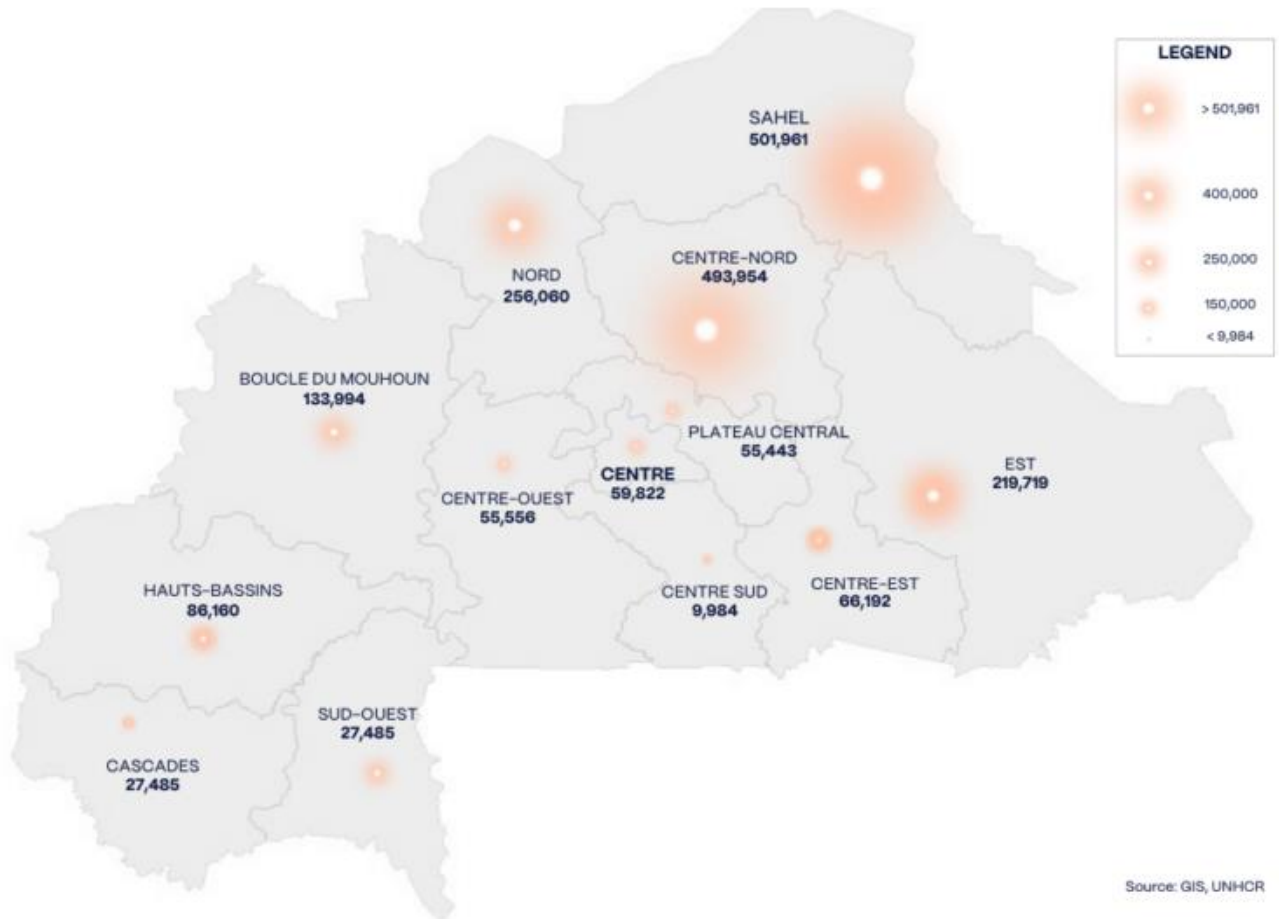 LEGEND
> 501,961
400,000
250,000
150,000
< 9,984
SAHEL
501,961
NORD
256,060
CENTRE-NORD
493,954
BOUCLE DU MOUHOUN
133,994
PLATEAU CENTRAL
55,443
CENTRE
59,822
CENTRE-OUEST
55,556
EST
219,719
HAUTS-BASSINS
86,160
CENTRE SUD
9,984
CENTRE-EST
66,192
SUD-OUEST
27,485
CASCADES
27,485
Source: GIS, UNHCR